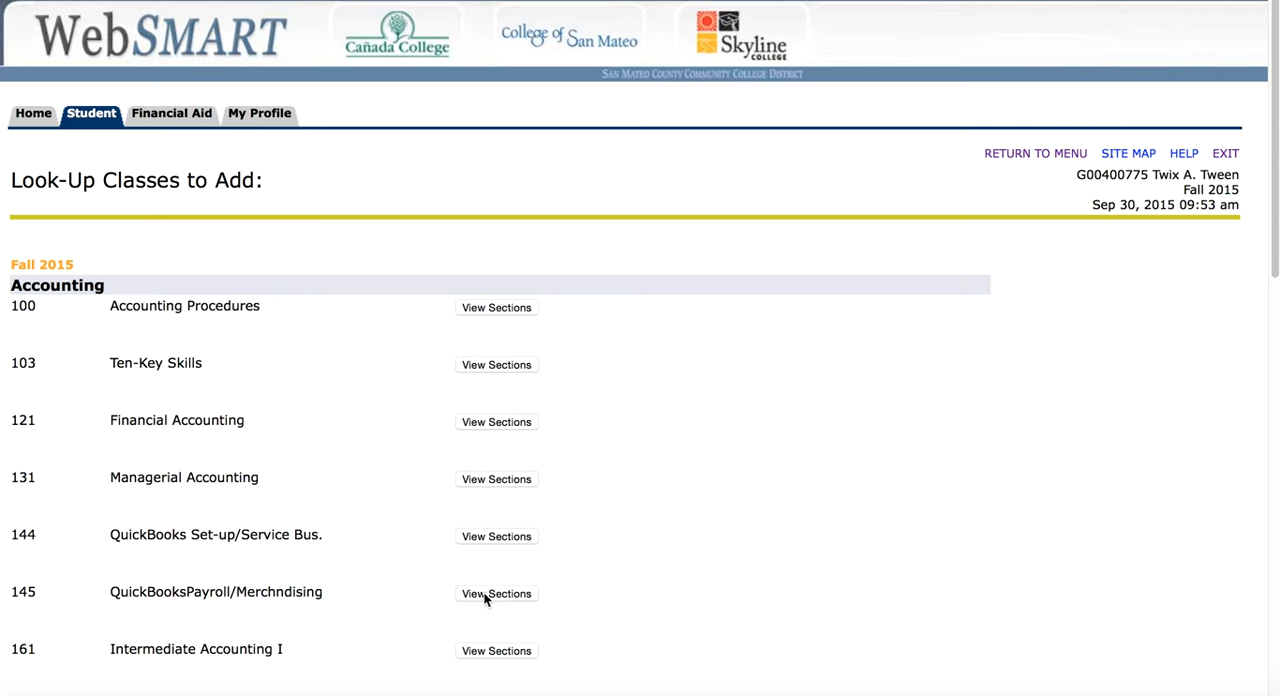 WebSMART
Cañada College
College of San Mateo
Skyline
COLLEGE
SAN MATEO COUNTY COMMUNITY COLLEGE DISTRICT
Home Student Financial Aid My Profile
RETURN TO MENU SITE MAP HELP EXIT
Look-Up Classes to Add:
G00400775 Twix A. Tween
Fall 2015
Sep 30, 2015 09:53 am
Fall 2015
Accounting
100 Accounting Procedures View Sections
103 Ten-Key Skills View Sections
121 Financial Accounting View Sections
131 Managerial Accounting View Sections
144 QuickBooks Set-up/Service Bus. View Sections
145 QuickBooksPayroll/Merchndising View Sections
161 Intermediate Accounting I View Sections